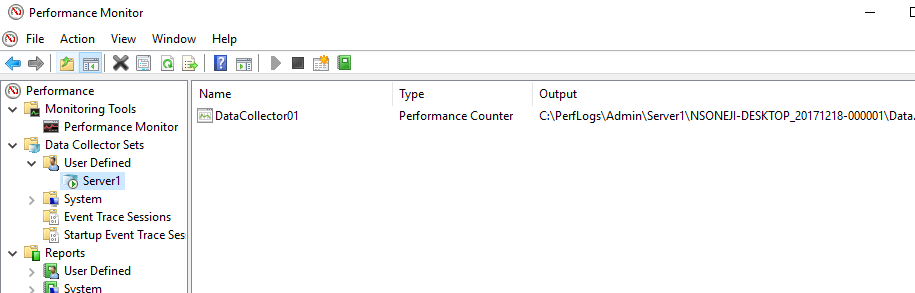 Performance Monitor
File Action View Window Help
Performance
Monitoring Tools
Performance Monitor
Data Collector Sets
User Defined
Server1
System
Event Trace Sessions
Startup Event Trace Ses
Reports
User Defined
System
Name Type Output
DataCollector01 Performance Counter C:\PerfLogs\Admin\Server1\NSONEJI-DESKTOP_20171218-000001\Data.